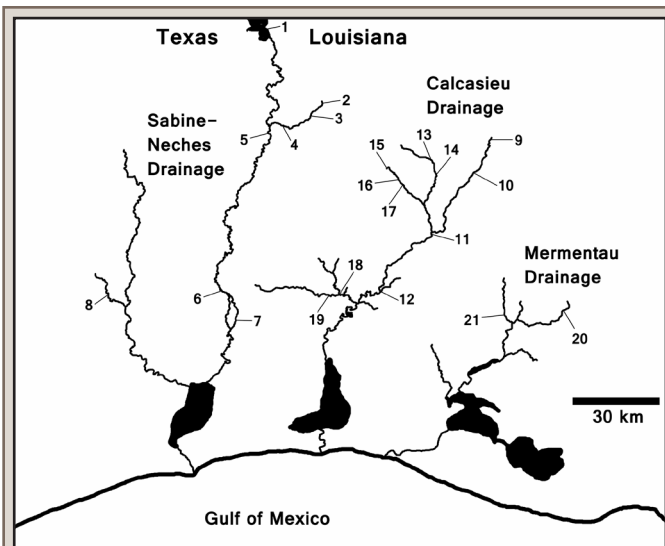 1
Texas Louisiana
Calcasieu
Drainage
2
3
Sabine-
Neches
Drainage
5 4
13
15 14 9
16 10
17
11
Mermentau
Drainage
18
6 12
8
7 19 21
20
30 km
Gulf of Mexico